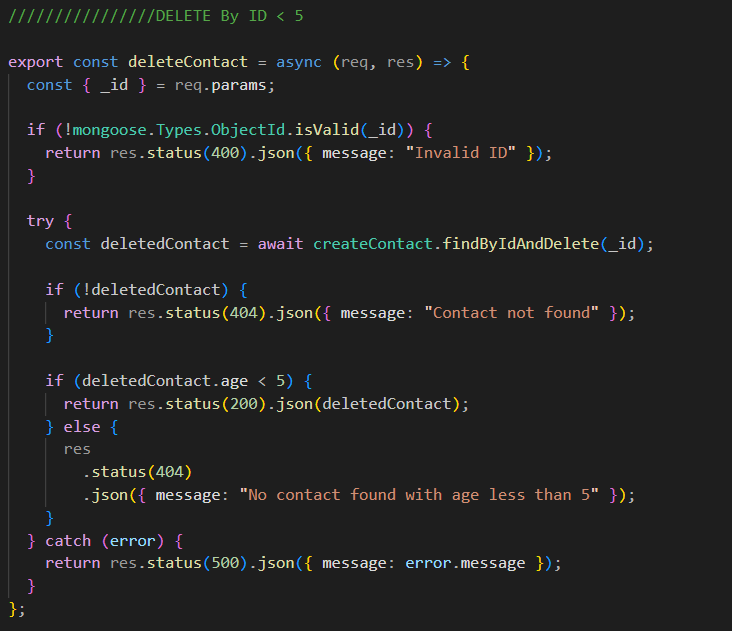 ////////////////DELETE By ID < 5
export const deleteContact = async (req, res) => {
const { _id } = req.params;
if (!mongoose.Types.ObjectId.isValid(_id)) {
return res.status(400).json({ message: "Invalid ID" });
}
try {
const deletedContact = await createContact.findByIdAndDelete(_id);
if (!deletedContact) {
return res.status(404).json({ message: "Contact not found" });
}
if (deletedContact.age < 5) {
return res.status(200).json(deletedContact);
} else {
res
.status(404)
.json({ message: "No contact found with age less than 5" });
}
} catch (error) {
return res.status(500).json({ message: error.message });
}
};